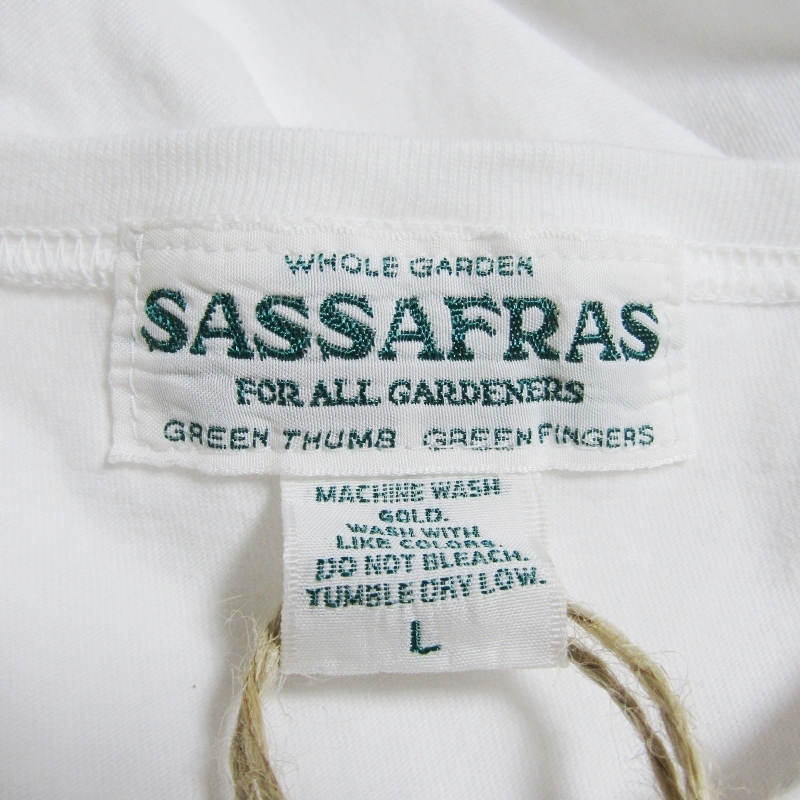 WHOLE GARDEN
SASSAFRAS
FOR ALL GARDENERS
GREEN THUMB GREEN FINGERS
MACHINE WASH
COLD.
WASH WITH
LIKE COLORS.
DO NOT BLEACH.
TUMBLE DRY LOW.
L